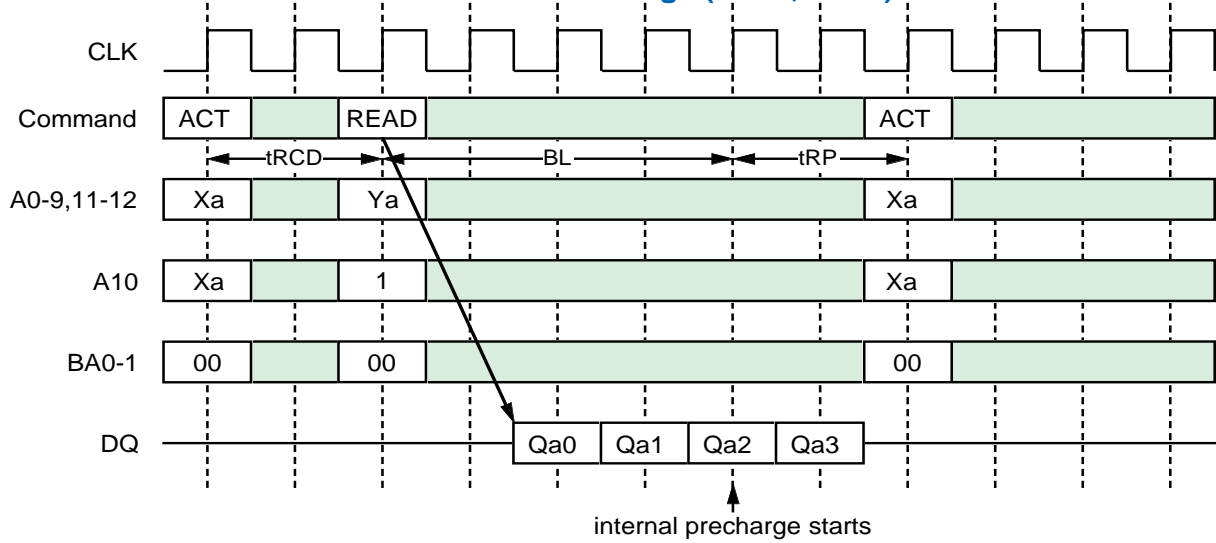 CLK
Command ACT READ ACT
tRCD BL tRP
A0-9,11-12 Xa Ya Xa
A10 Xa 1 Xa
BA0-1 00 00 00
DQ Qa0 Qa1 Qa2 Qa3
internal precharge starts